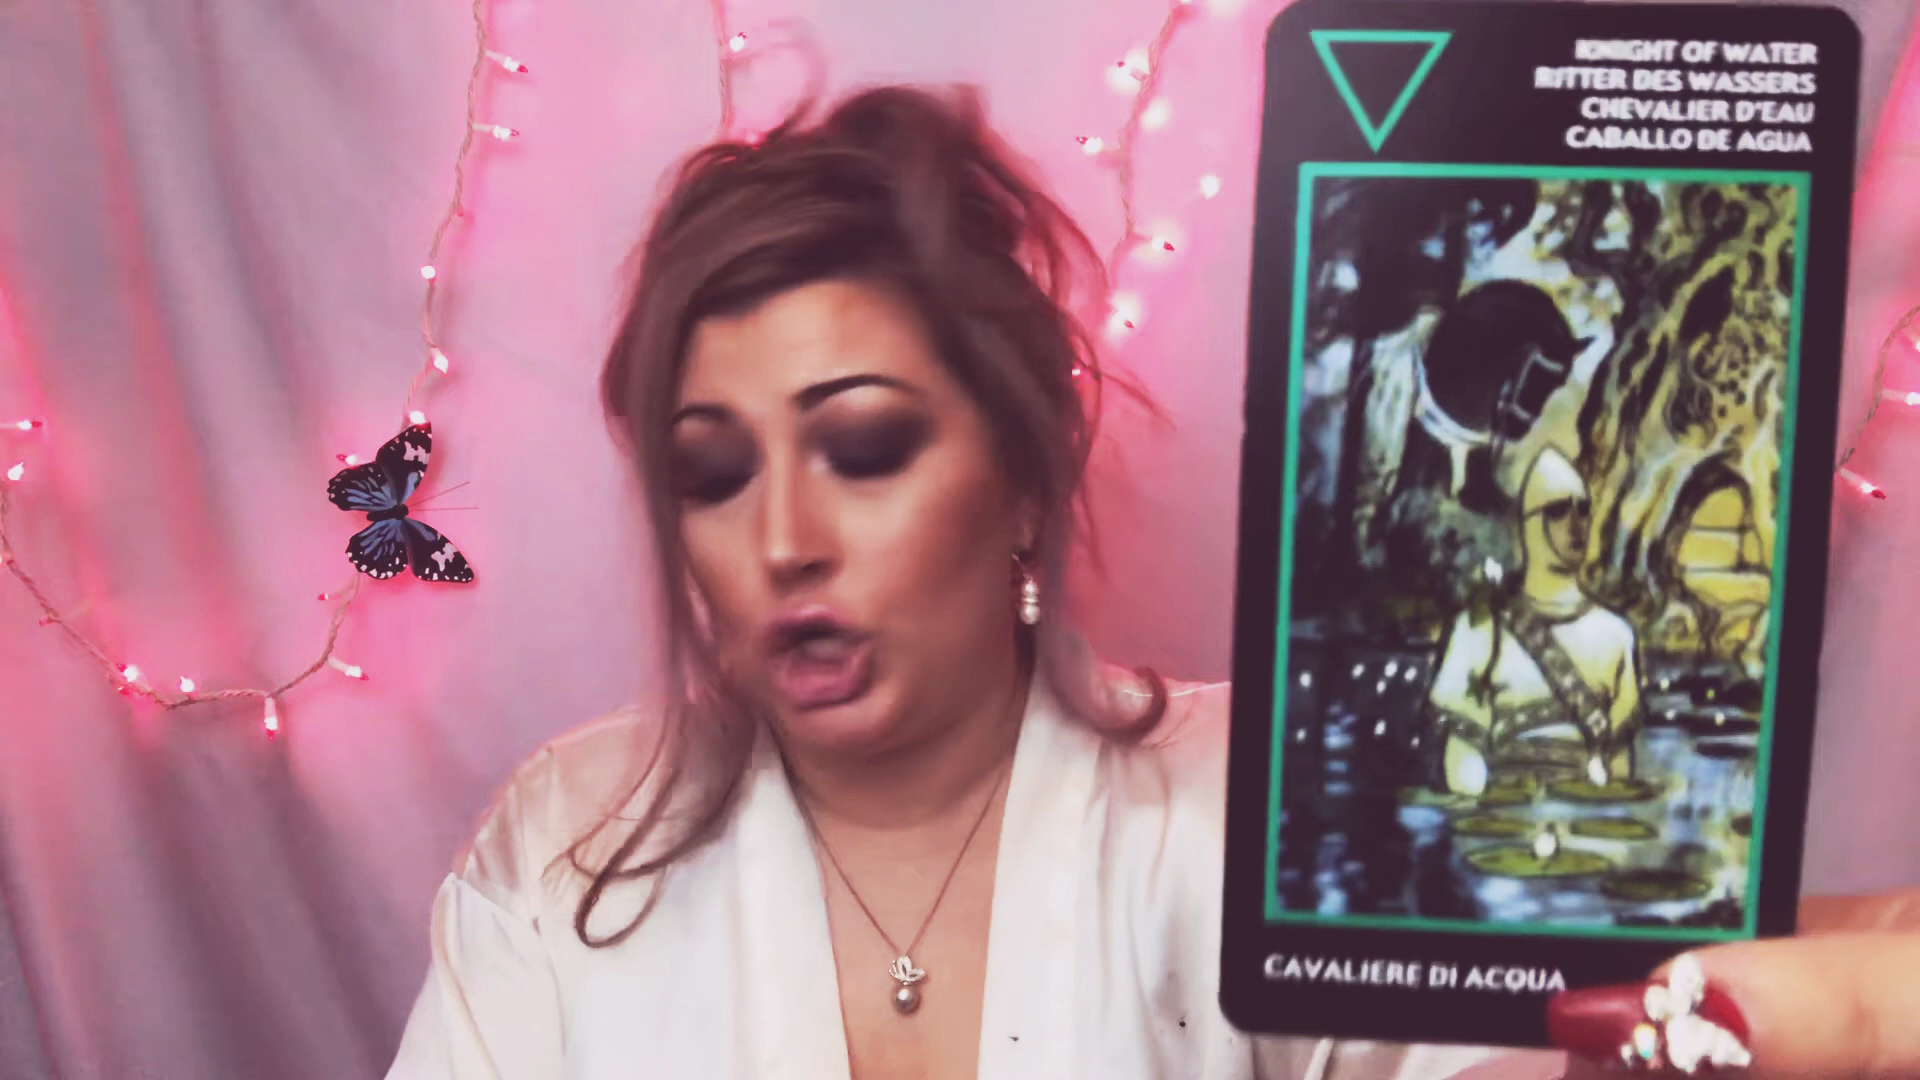 KNIGHT OF WATER
RITTER DES WASSERS
CHEVALIER D'EAU
CABALLO DE AGUA
CAVALIERE DI ACQUA